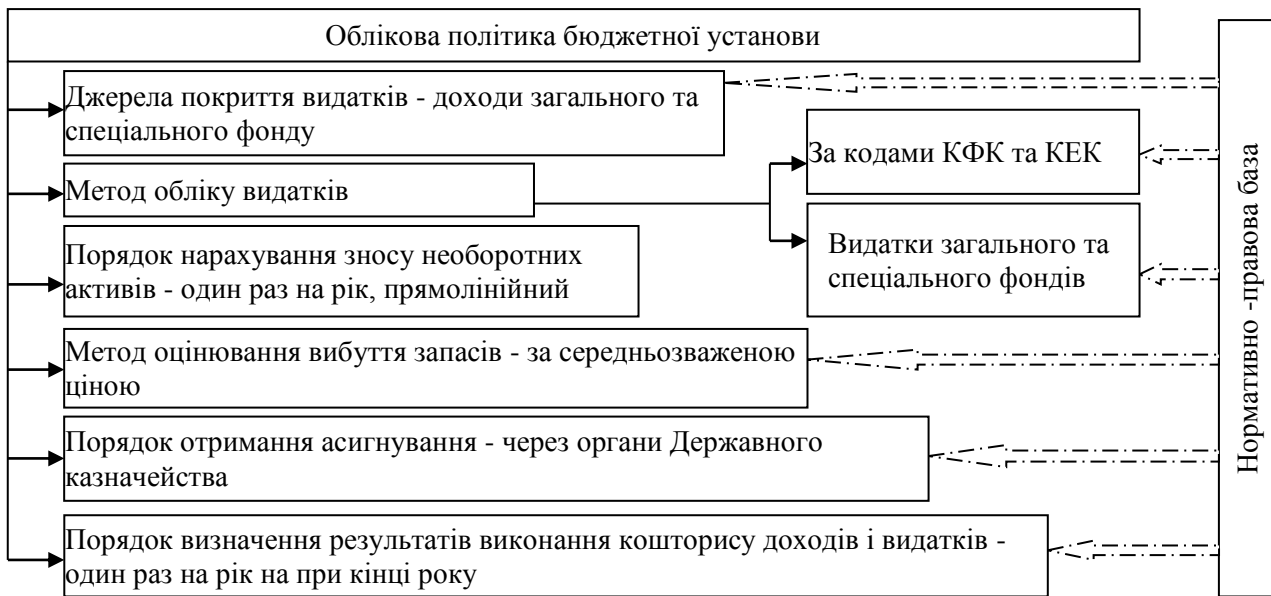 Облікова політика бюджетної установи
Джерела покриття видатків - доходи загального та
спеціального фонду
За кодами КФК та КЕК
Метод обліку видатків
Видатки загального та
спеціального фондів
Порядок нарахування зносу необоротних
активів - один раз на рік, прямолінійний
Метод оцінювання вибуття запасів - за середньозваженою
ціною
Порядок отримання асигнування - через органи Державного
казначейства
Порядок визначення результатів виконання кошторису доходів і видатків -
один раз на рік на при кінці року
Нормативно -правова база